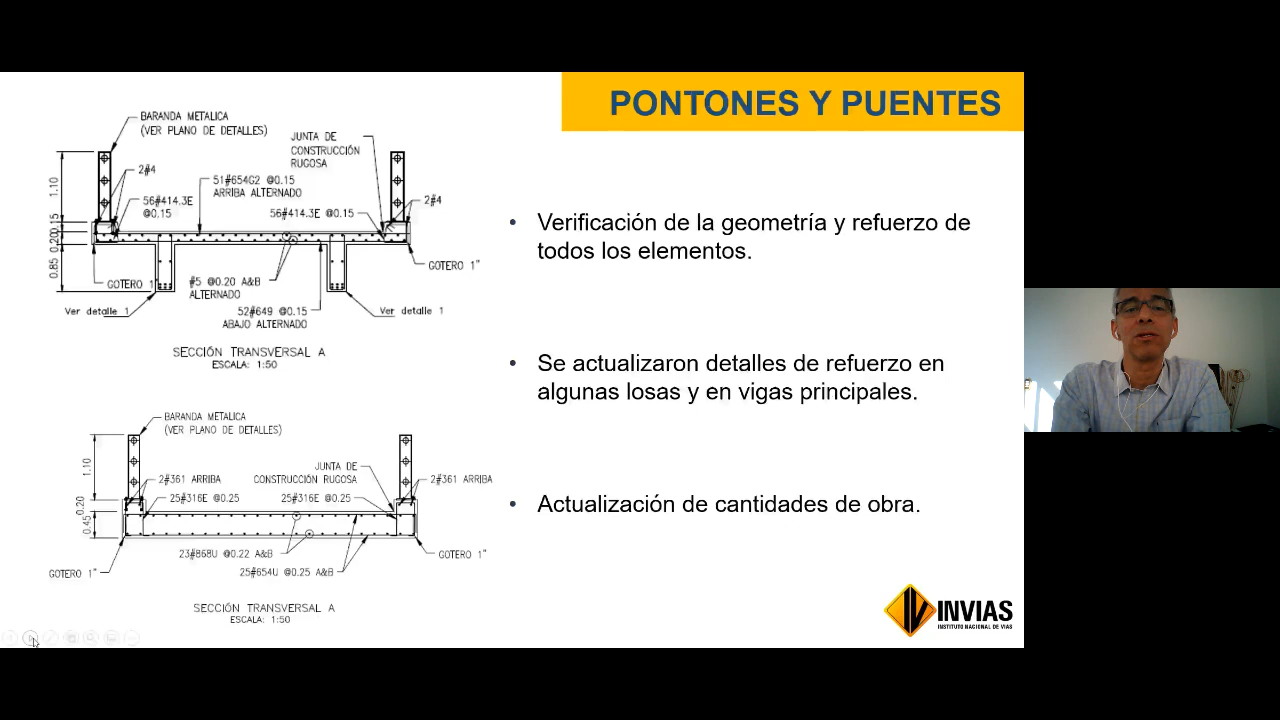 PONTONES Y PUENTES
BARANDA METALICA
(VER PLANO DE DETALLES)
JUNTA DE
CONSTRUCCIÓN
RUGOSA
2#4
51#654G2 @0.15
ARRIBA ALTERNADO
56#414.3E
@0.15
56#414.3E @0.15
2#4
1.10
0.15
0.20
0.85
GOTERO 1"
GOTERO 1
#5 @0.20 A&B
ALTERNADO
Ver detalle 1
52#649 @0.15
ABAJO ALTERNADO
Ver detalle 1
SECCIÓN TRANSVERSAL A
ESCALA: 1:50
BARANDA METALICA
(VER PLANO DE DETALLES)
JUNTA DE
CONSTRUCCIÓN RUGOSA
2#361 ARRIBA
2#361 ARRIBA
25#316E @0.25
25#316E @0.25
1.10
0.20
0.45
23#868U @0.22 A&B
GOTERO 1"
25#654U @0.25 A&B
GOTERO 1"
SECCIÓN TRANSVERSAL A
ESCALA: 1:50
• Verificación de la geometría y refuerzo de
todos los elementos.
• Se actualizaron detalles de refuerzo en
algunas losas y en vigas principales.
• Actualización de cantidades de obra.
INVIAS
INSTITUTO NACIONAL DE VIAS